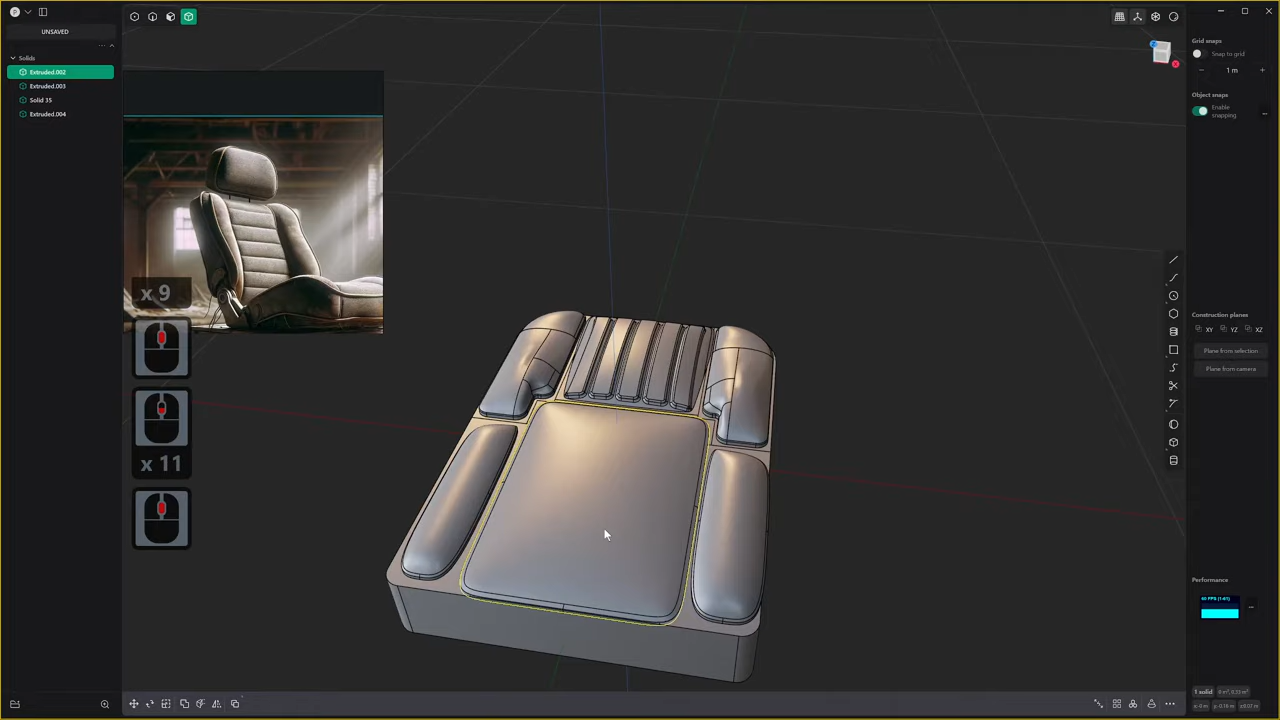 UNSAVED
Solids
Extruded.002
Extruded.003
Solid 35
Extruded.004
x 9
x 11
Grid snaps
Snap to grid
1 m
Object snaps
Enable
snapping
Construction planes
XY YZ XZ
Plane from selection
Plane from camera
Performance
1 solid